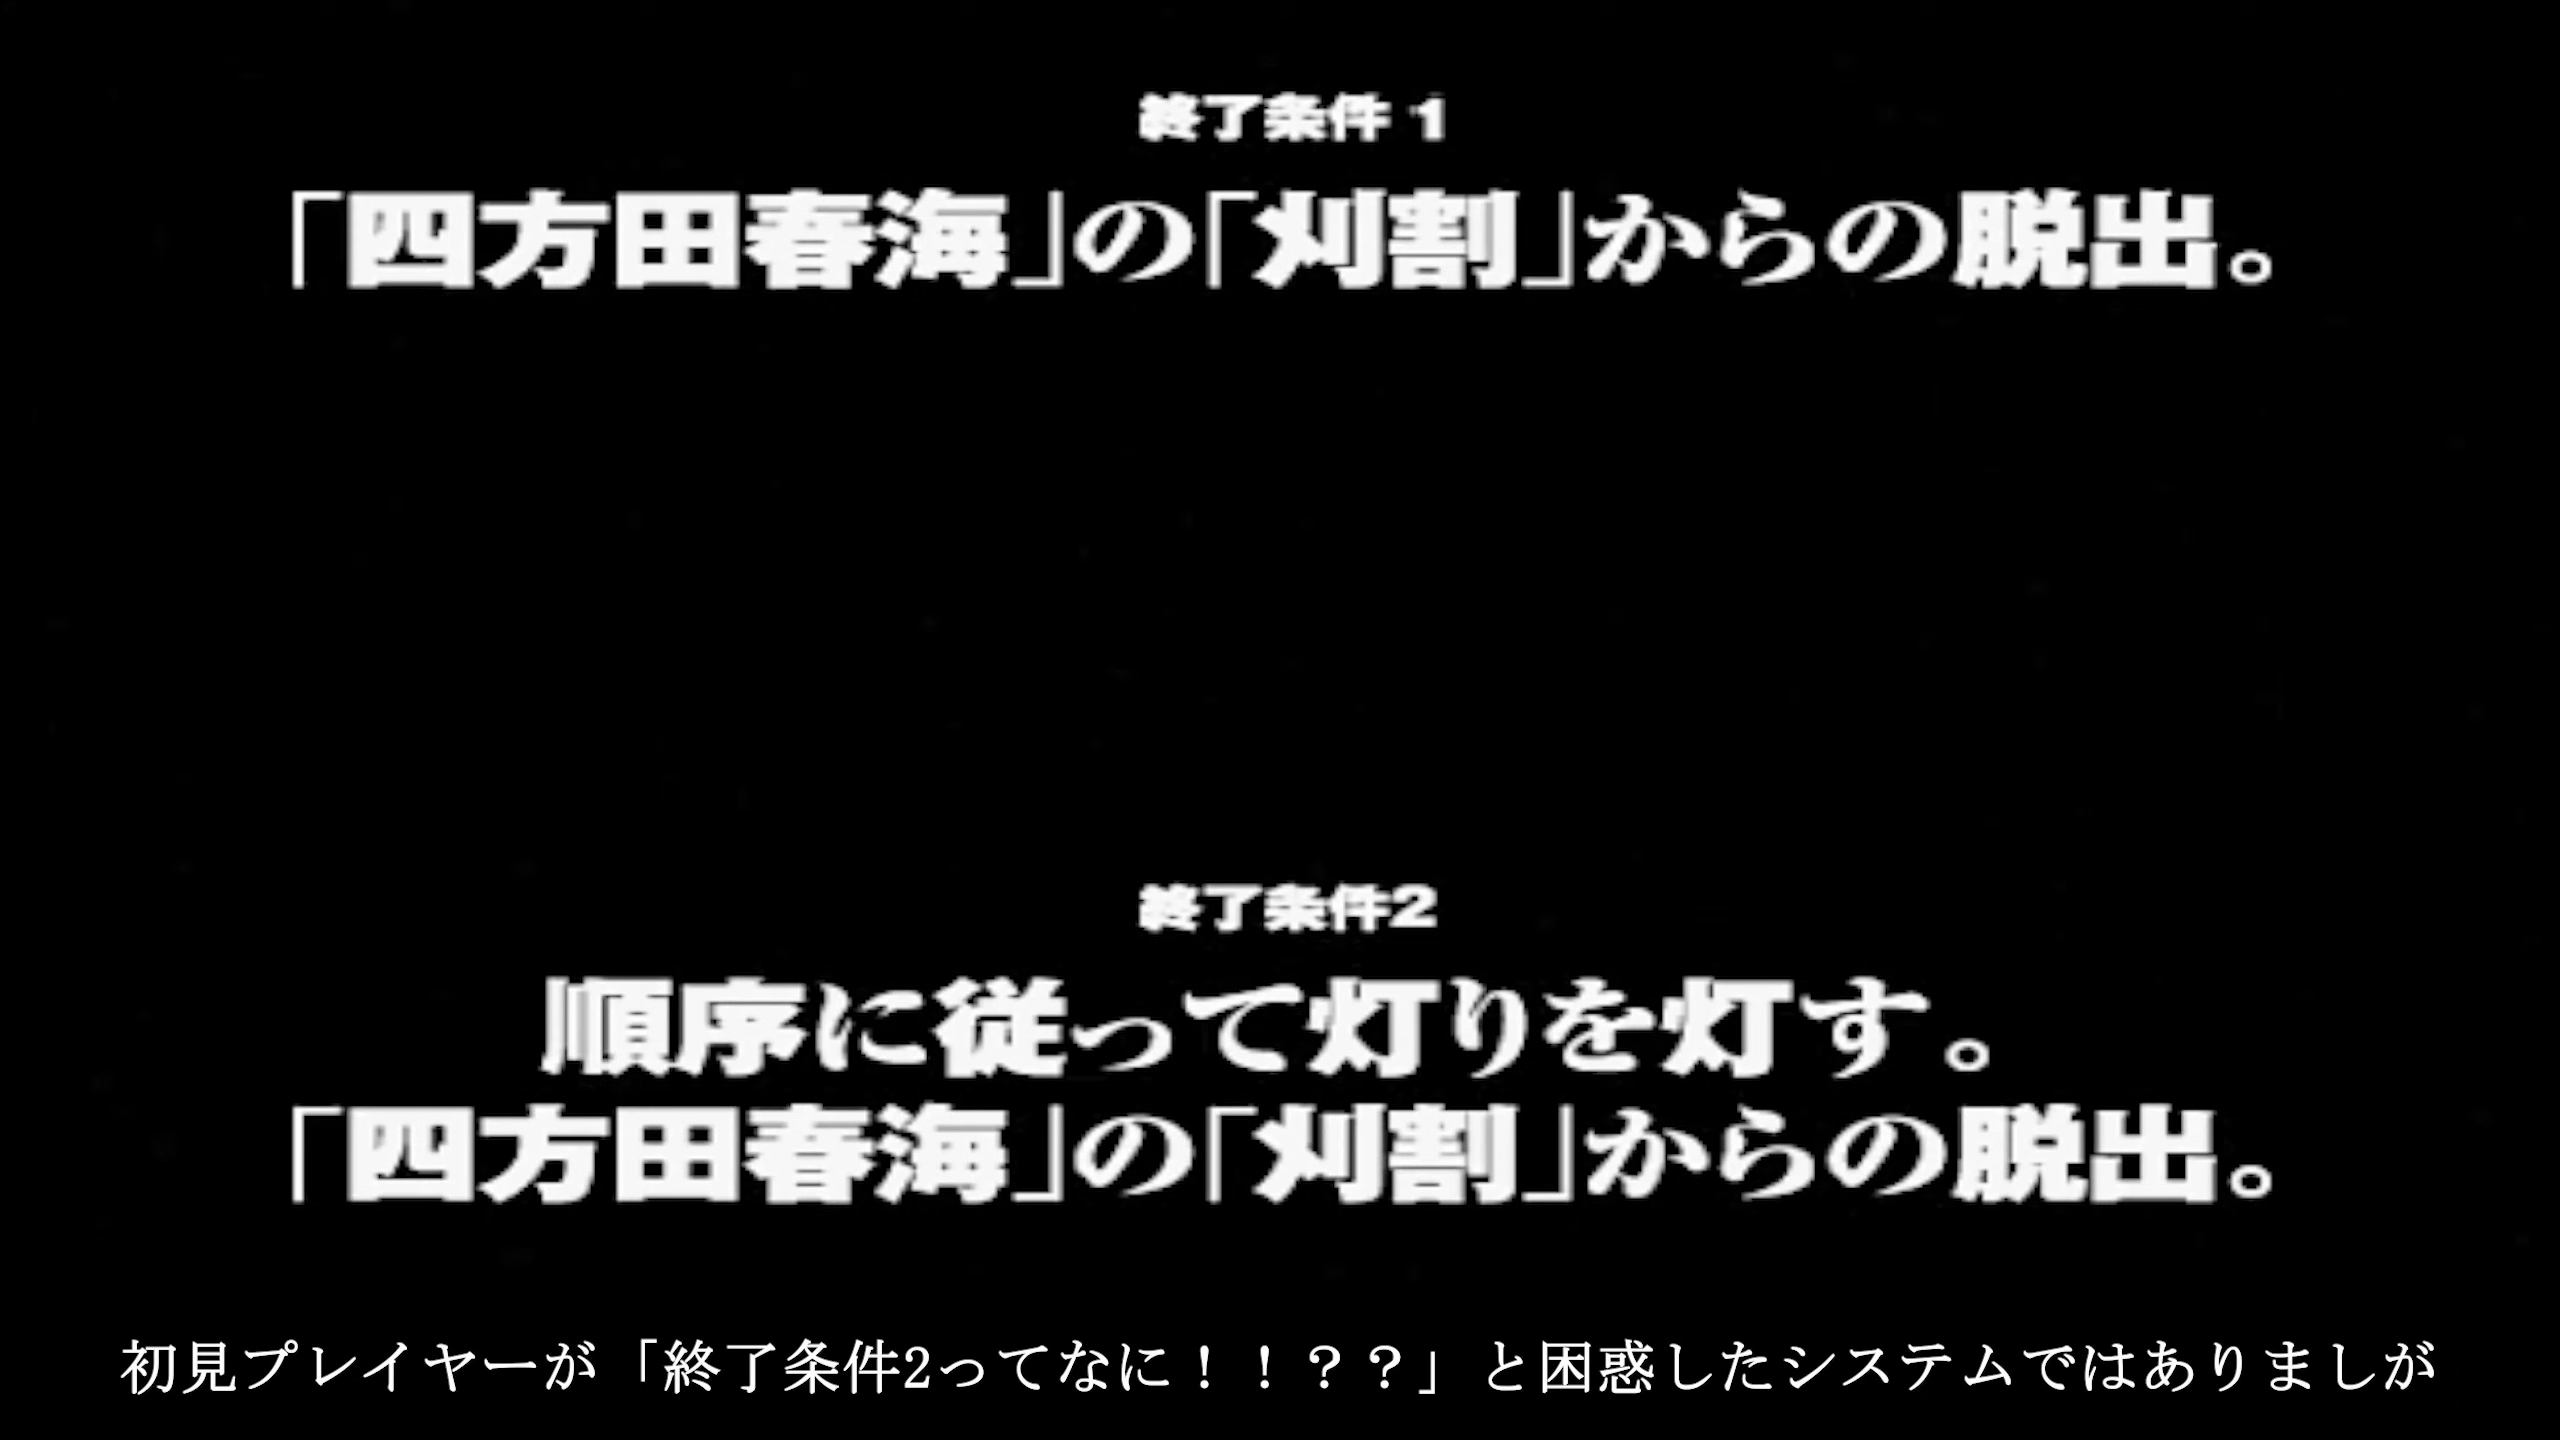 終了条件 1
「四方田春海」の「刈割」からの脱出。
終了条件2
順序に従って灯りを灯す。
「四方田春海」の「刈割」からの脱出。
初見プレイヤーが「終了条件2ってなに！！？？」と困惑したシステムではありましが